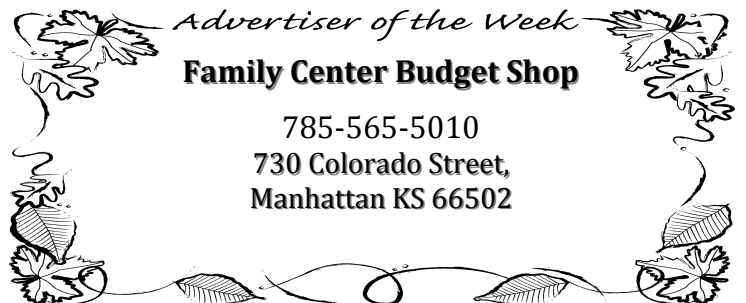 Advertiser of the Week
Family Center Budget Shop
785-565-5010
730 Colorado Street,
Manhattan KS 66502